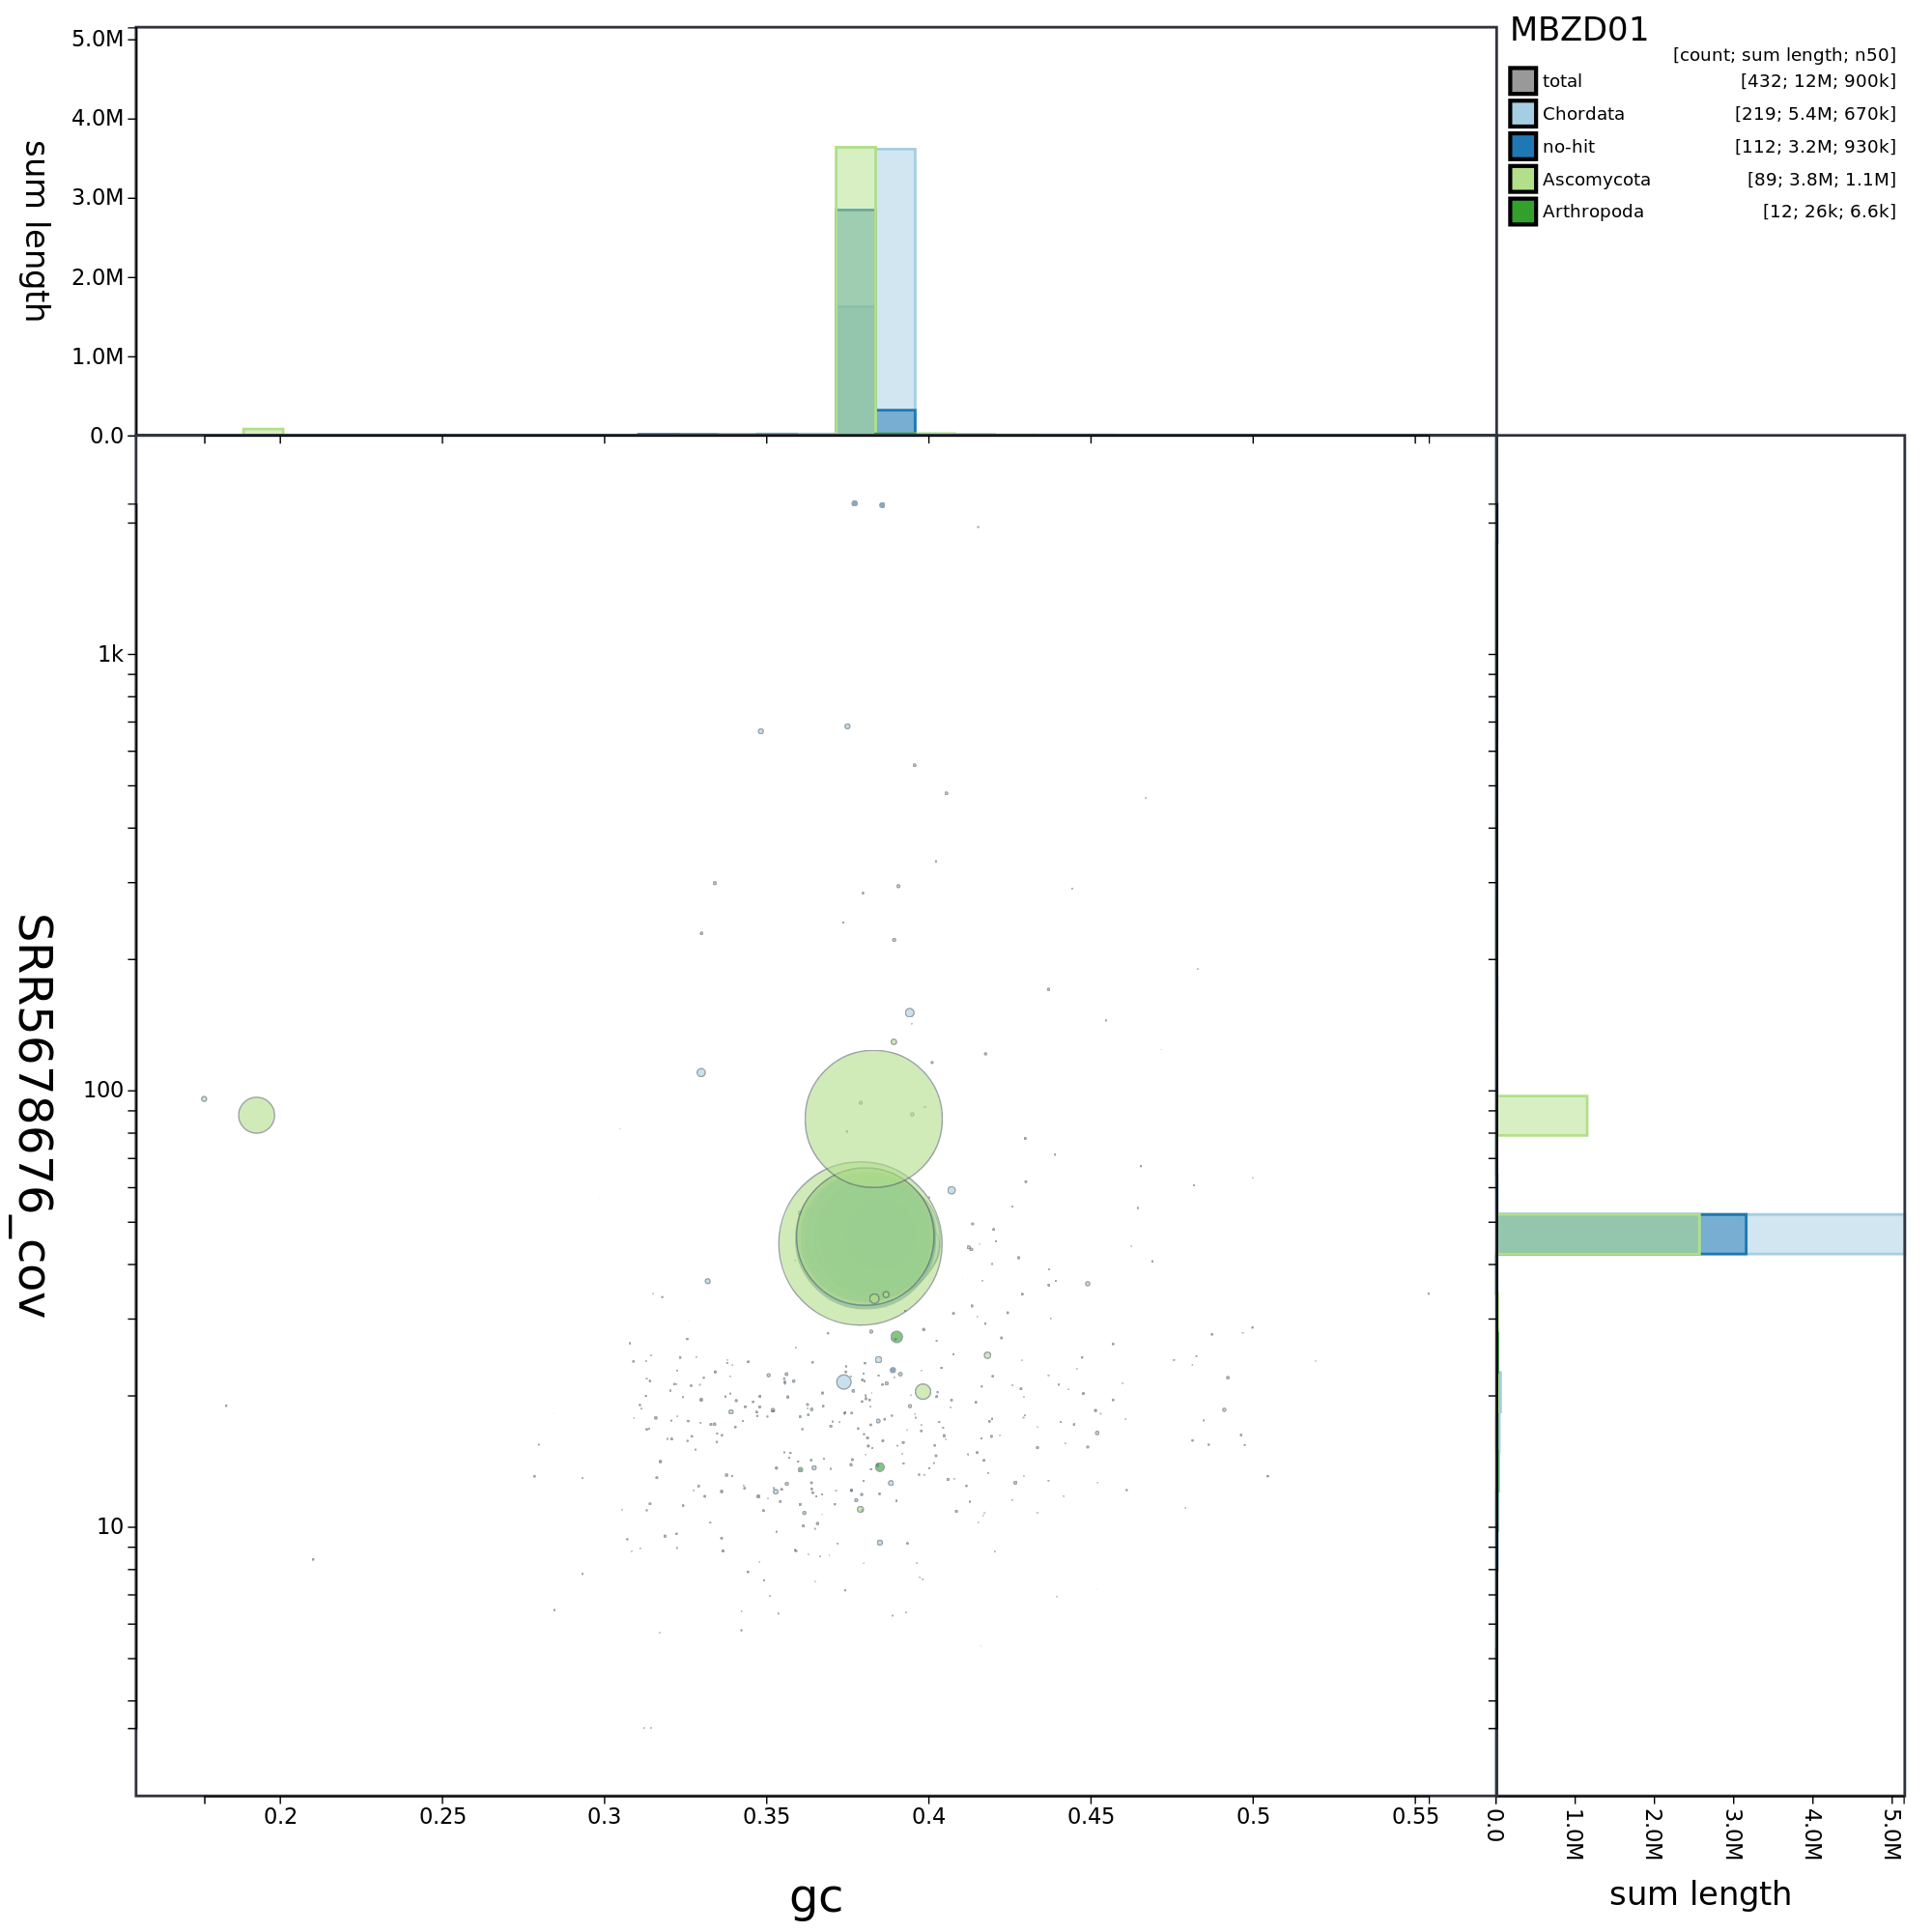 MBZD01
[count; sum length; n50]
total [432; 12M; 900k]
Chordata [219; 5.4M; 670k]
no-hit [112; 3.2M; 930k]
Ascomycota [89; 3.8M; 1.1M]
Arthropoda [12; 26k; 6.6k]
sum length
5.0M
4.0M
3.0M
2.0M
1.0M
0.0
SRR5678676_cov
1k
100
10
0.2 0.25 0.3 0.35 0.4 0.45 0.5 0.55
gc
0.0 1.0M 2.0M 3.0M 4.0M 5.0M
sum length